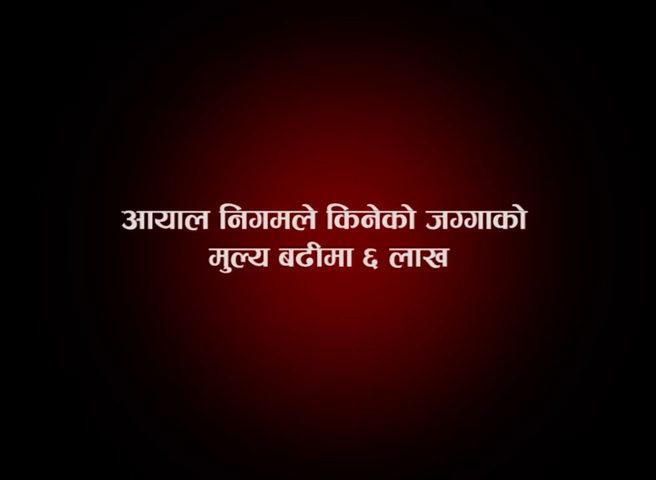 आयाल निगमले किनेको जग्गाको
मुल्य बढीमा ६ लाख